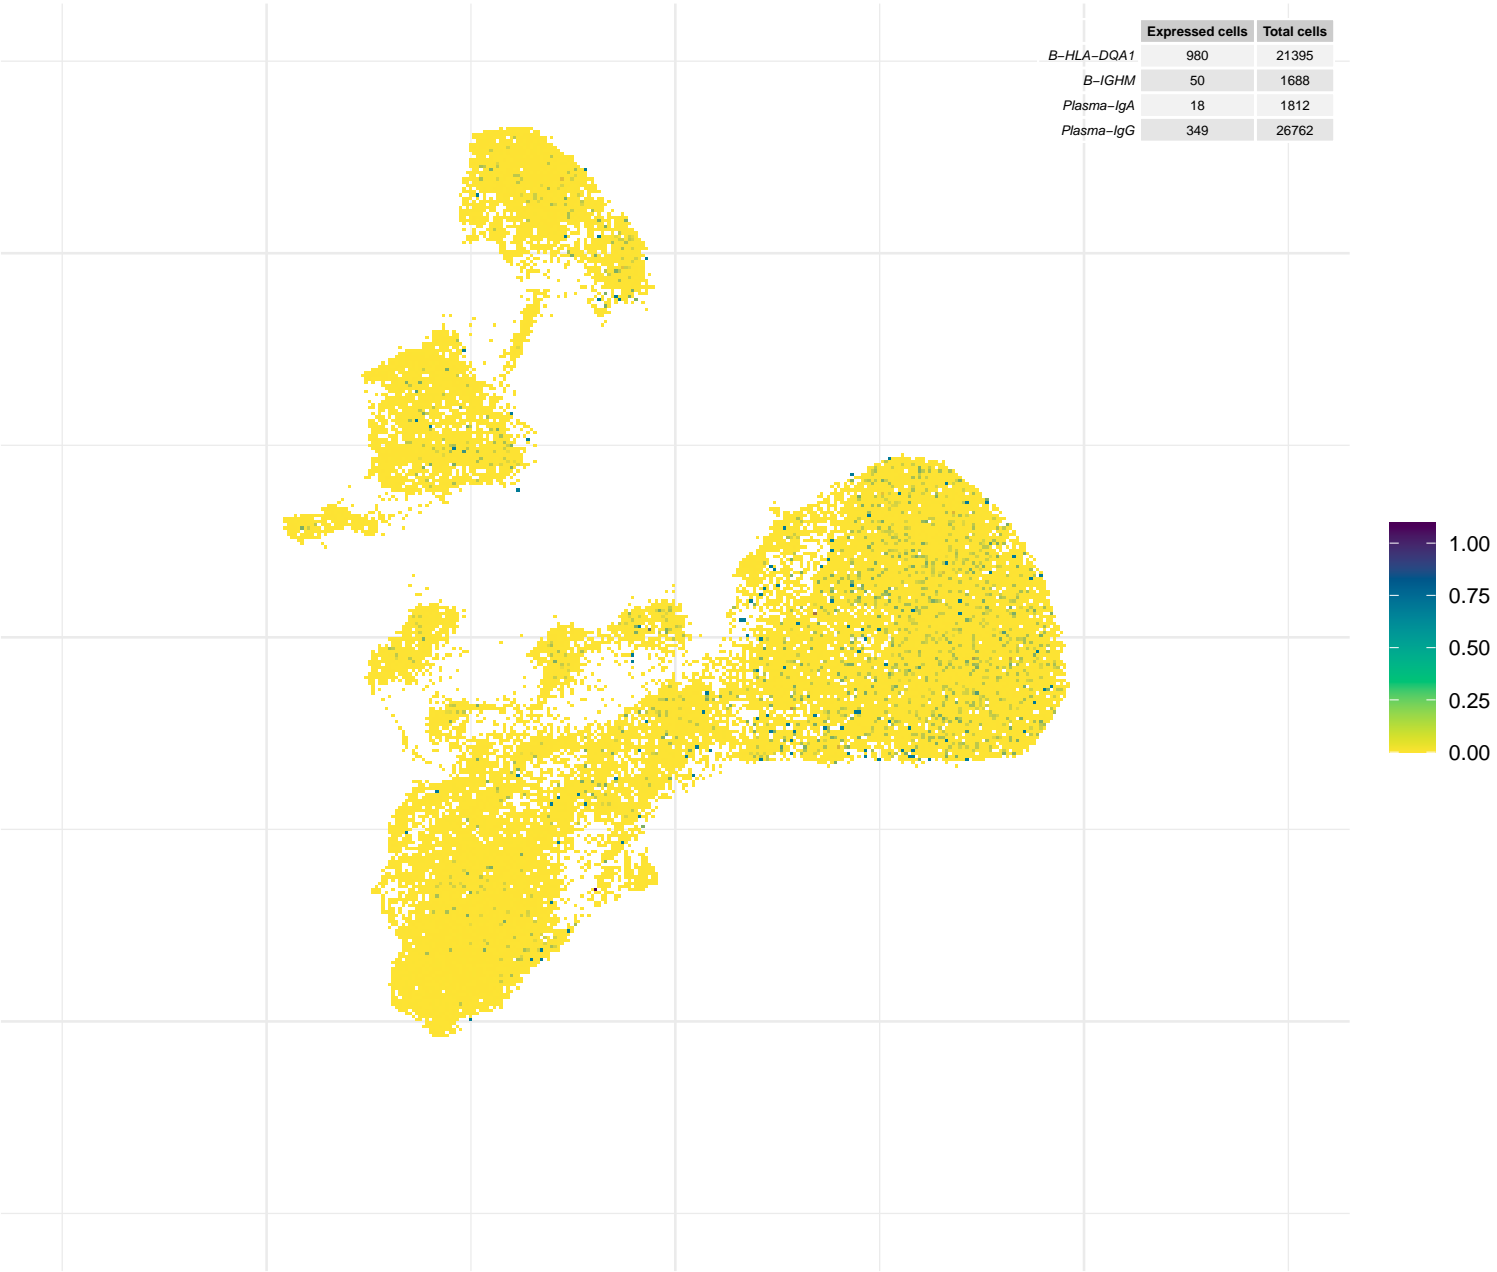 Expressed cells Total cells
B−HLA−DQA1 980 21395
B−IGHM 50 1688
Plasma−IgA 18 1812
Plasma−IgG 349 26762
1.00
0.75
0.50
0.25
0.00